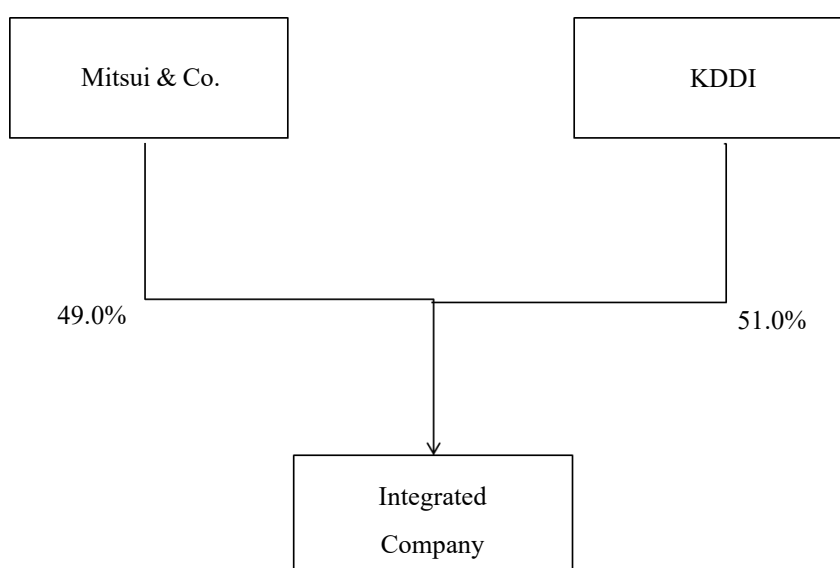 Mitsui & Co.
KDDI
49.0%
51.0%
Integrated
Company